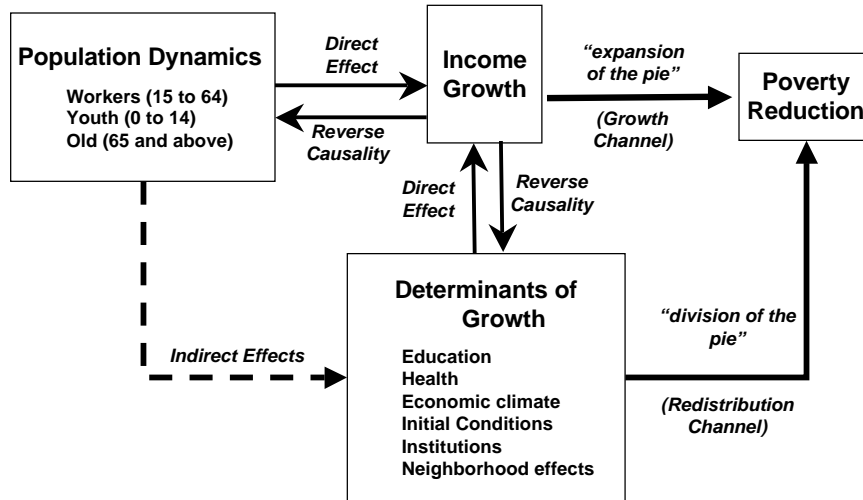 Population Dynamics
Workers (15 to 64)
Youth (0 to 14)
Old (65 and above)
Direct
Effect
Reverse
Causality
Income
Growth
“expansion
of the pie”
(Growth
Channel)
Poverty
Reduction
Direct
Effect
Reverse
Causality
Indirect Effects
Determinants of
Growth
Education
Health
Economic climate
Initial Conditions
Institutions
Neighborhood effects
“division of the
pie”
(Redistribution
Channel)